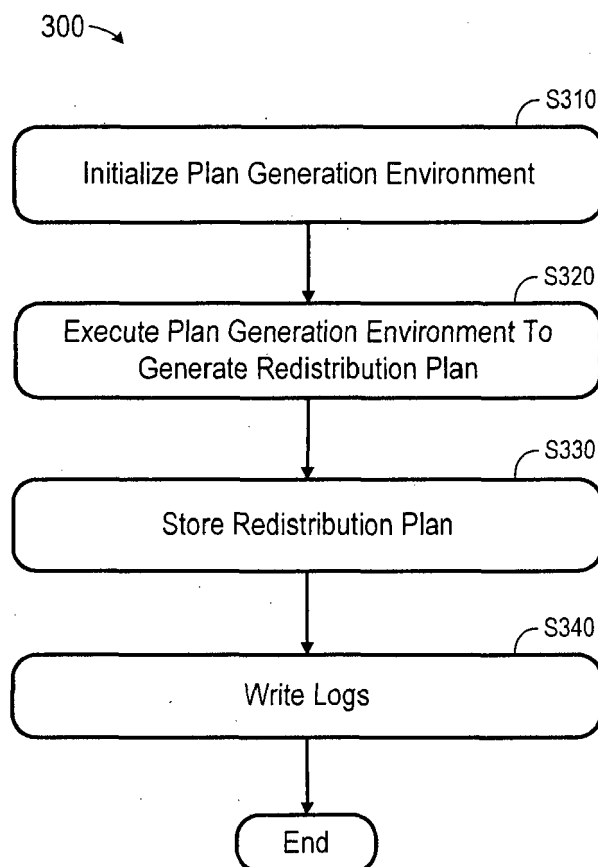 300
S310
Initialize Plan Generation Environment
S320
Execute Plan Generation Environment To
Generate Redistribution Plan
S330
Store Redistribution Plan
S340
Write Logs
End